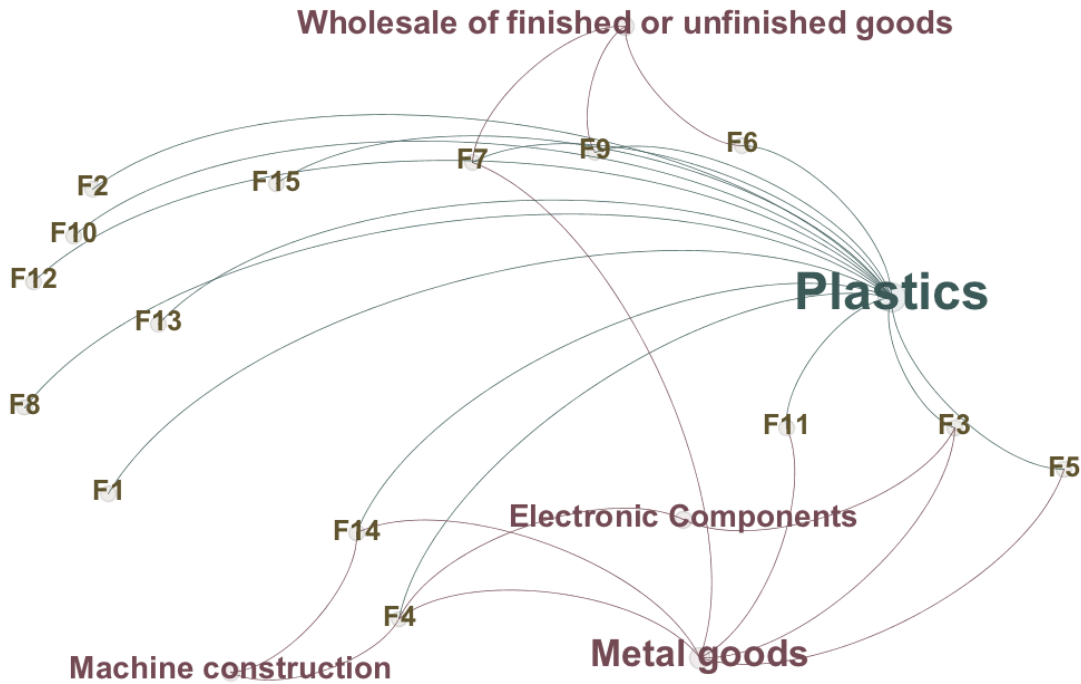 Wholesale of finished or unfinished goods
F6
F9
F7
F15
F2
F10
F12
Plastics
F13
F8
F11
F3
F5
F1
Electronic Components
F14
F4
Metal goods
Machine construction